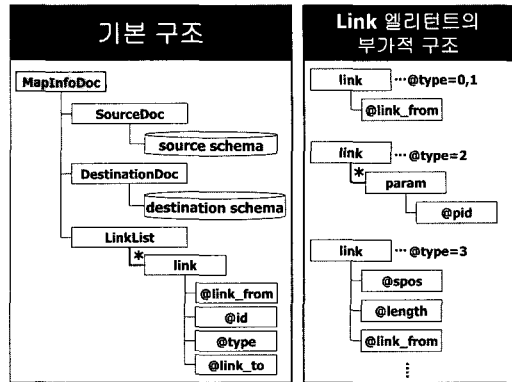 기본 구조
MapInfoDoc
SourceDoc
source schema
DestinationDoc
destination schema
LinkList
*
link
@link_from
@id
@type
@link_to
Link 엘리먼트의
부가적 구조
link ···@type=0,1
@link_from
link ···@type=2
*
param
@pid
link ···@type=3
@spos
@length
@link_from